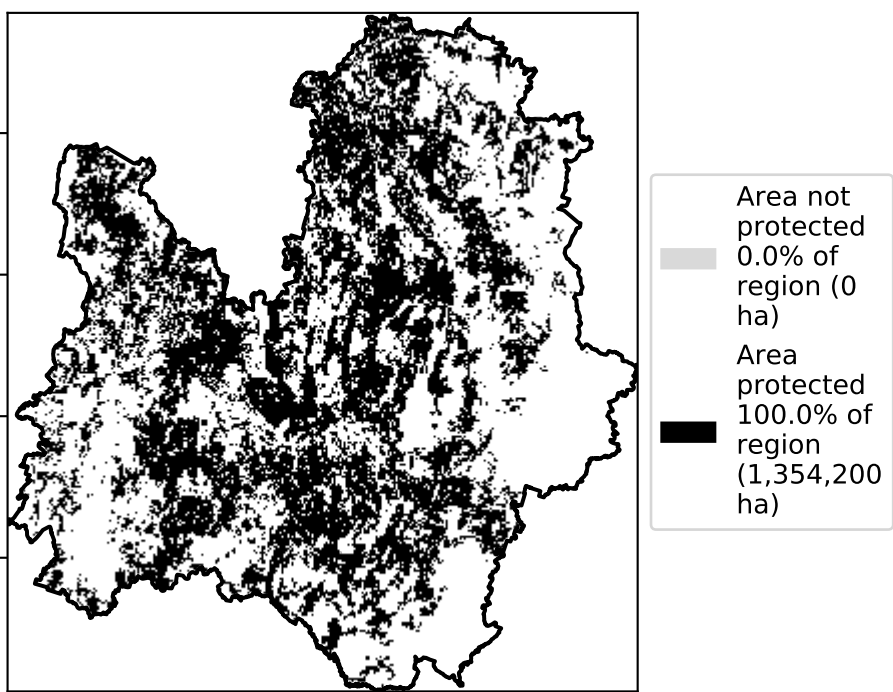 Area not
protected
0.0% of
region (0
ha)
Area
protected
100.0% of
region
(1,354,200
ha)